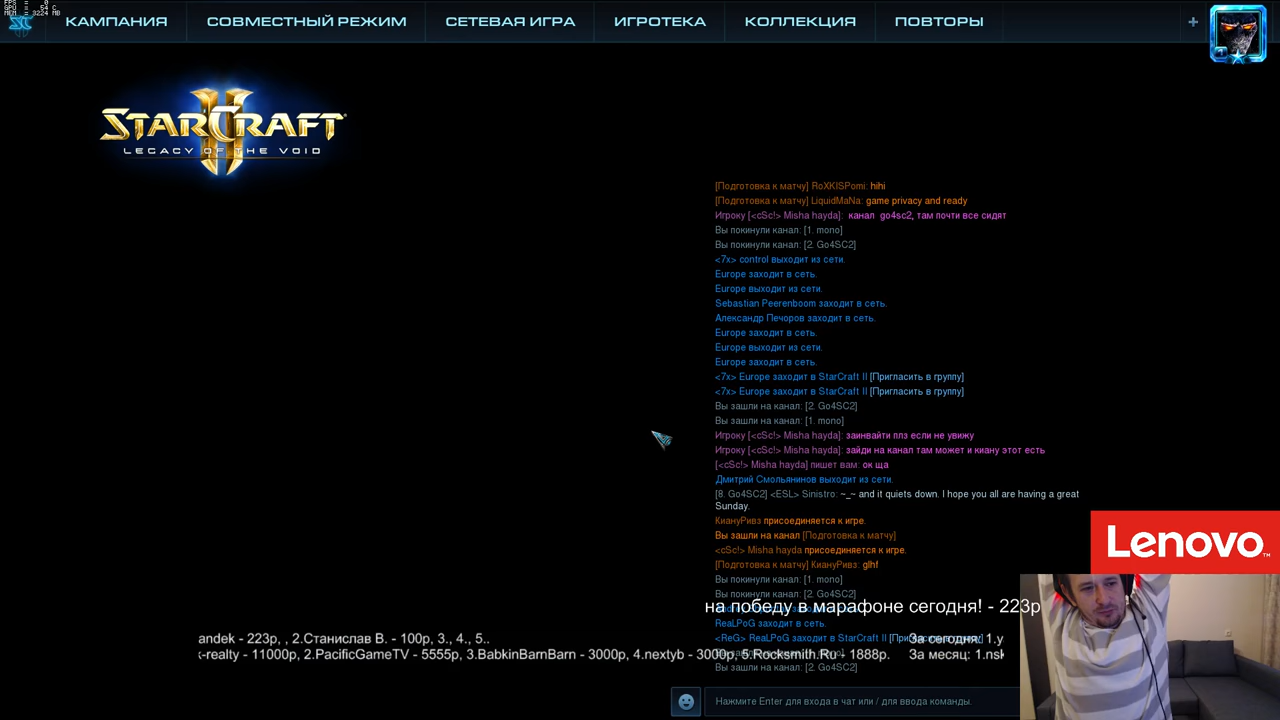 КАМПАНИЯ
СОВМЕСТНЫЙ РЕЖИМ
СЕТЕВАЯ ИГРА
ИГРОТЕКА
КОЛЛЕКЦИЯ
ПОВТОРЫ
STARCRAFT II
LEGACY OF THE VOID
[Подготовка к матчу] RoXKISPomi: hihi
[Подготовка к матчу] LiquidMaNa: game privacy and ready
Игроку [<cSc!> Misha hayda]: канал go4sc2, там почти все сидят
Вы покинули канал: [1. mono]
Вы покинули канал: [2. Go4SC2]
<7x> control выходит из сети.
Europe заходит в сеть.
Europe выходит из сети.
Sebastian Peerenboom заходит в сеть.
Александр Печоров заходит в сеть.
Europe заходит в сеть.
Europe выходит из сети.
Europe заходит в сеть.
<7x> Europe заходит в StarCraft II [Пригласить в группу]
<7x> Europe заходит в StarCraft II [Пригласить в группу]
Вы зашли на канал: [2. Go4SC2]
Вы зашли на канал: [1. mono]
Игроку [<cSc!> Misha hayda]: заинвайти плз если не увижу
Игроку [<cSc!> Misha hayda]: зайди на канал там может и киану этот есть
[<cSc!> Misha hayda] пишет вам: ок ща
Дмитрий Смольянинов выходит из сети.
[8. Go4SC2] <ESL> Sinistro: ~_~ and it quiets down. I hope you all are having a great
Sunday.
КиануРивз присоединяется к игре.
Вы зашли на канал [Подготовка к матчу]
<cSc!> Misha hayda присоединяется к игре.
[Подготовка к матчу] КиануРивз: glhf
Вы покинули канал: [1. mono]
Вы покинули канал: [2. Go4SC2]
на победу в марафоне сегодня! - 223р
ReaLPoG заходит в сеть.
<ReG> ReaLPoG заходит в StarCraft II
andek - 223р, , 2.Станислав В. - 100р, 3., 4., 5..
За сегодня: 1.у
k-realty - 11000р, 2.PacificGameTV - 5555р, 3.BabkinBarnBarn - 3000р, 4.nextyb - 3000р, 5.Rocksmith.Ru - 1888р.
За месяц: 1.nsk
Вы зашли на канал: [2. Go4SC2]
Нажмите Enter для входа в чат или / для ввода команды.
Lenovo